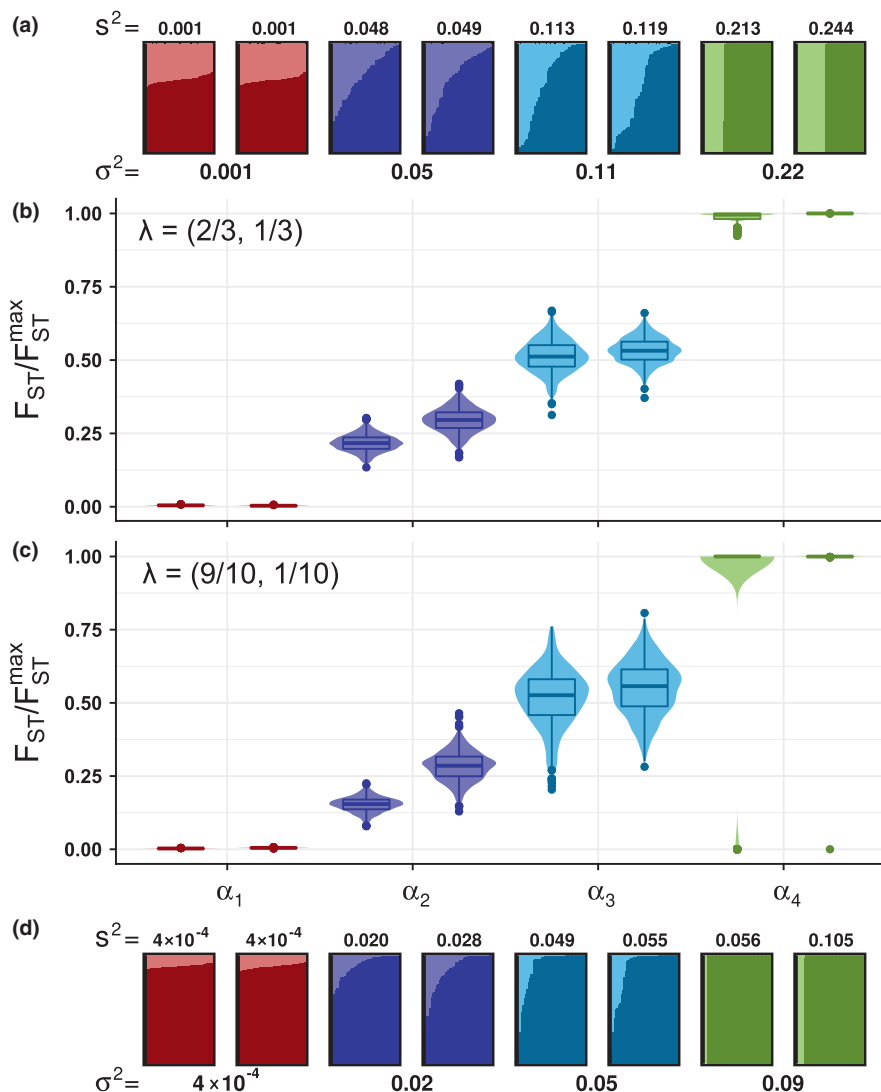 (a) S²= 0.001 0.001 0.048 0.049 0.113 0.119 0.213 0.244
σ²= 0.001 0.05 0.11 0.22
(b)
λ = (2/3, 1/3)
1.00
0.75
0.50
0.25
0.00
F_ST/F_ST^max
(c)
λ = (9/10, 1/10)
1.00
0.75
0.50
0.25
0.00
F_ST/F_ST^max
α₁ α₂ α₃ α₄
(d)
S²= 4×10⁻⁴ 4×10⁻⁴ 0.020 0.028 0.049 0.055 0.056 0.105
σ²= 4×10⁻⁴ 0.02 0.05 0.09